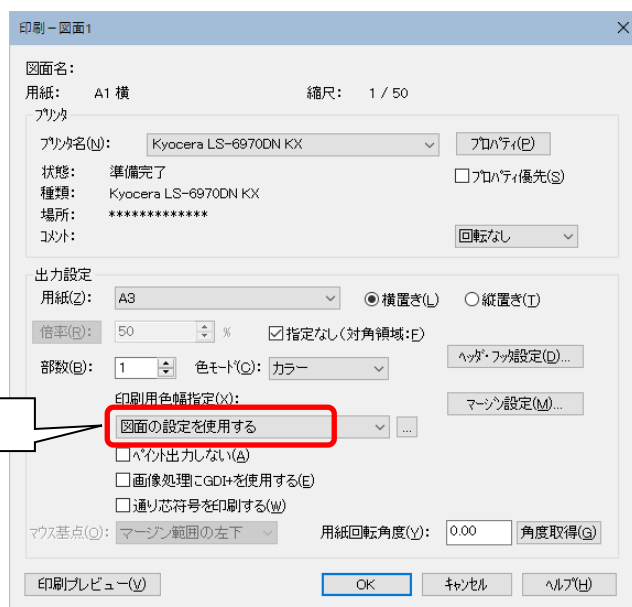 印刷－図面1
図面名：
用紙： A1 横 縮尺： 1 / 50
プリンタ
プリンタ名(N)： Kyocera LS-6970DN KX プロパティ(P)
状態： 準備完了 プロパティ優先(S)
種類： Kyocera LS-6970DN KX
場所： *************
コメント： 回転なし
出力設定
用紙(Z)： A3 横置き(L) 縦置き(T)
倍率(R)： 50 % 指定なし（対角領域：F）
部数(B)： 1 色モード(C)： カラー ヘッダ・フッタ設定(D)...
印刷用色幅指定(X)： マージン設定(M)...
図面の設定を使用する ...
ペイント出力しない(A)
画像処理にGDI+を使用する(E)
通り芯符号を印刷する(W)
マウス基点(O)： マージン範囲の左下 用紙回転角度(Y)： 0.00 角度取得(G)
印刷プレビュー(V) OK キャンセル ヘルプ(H)